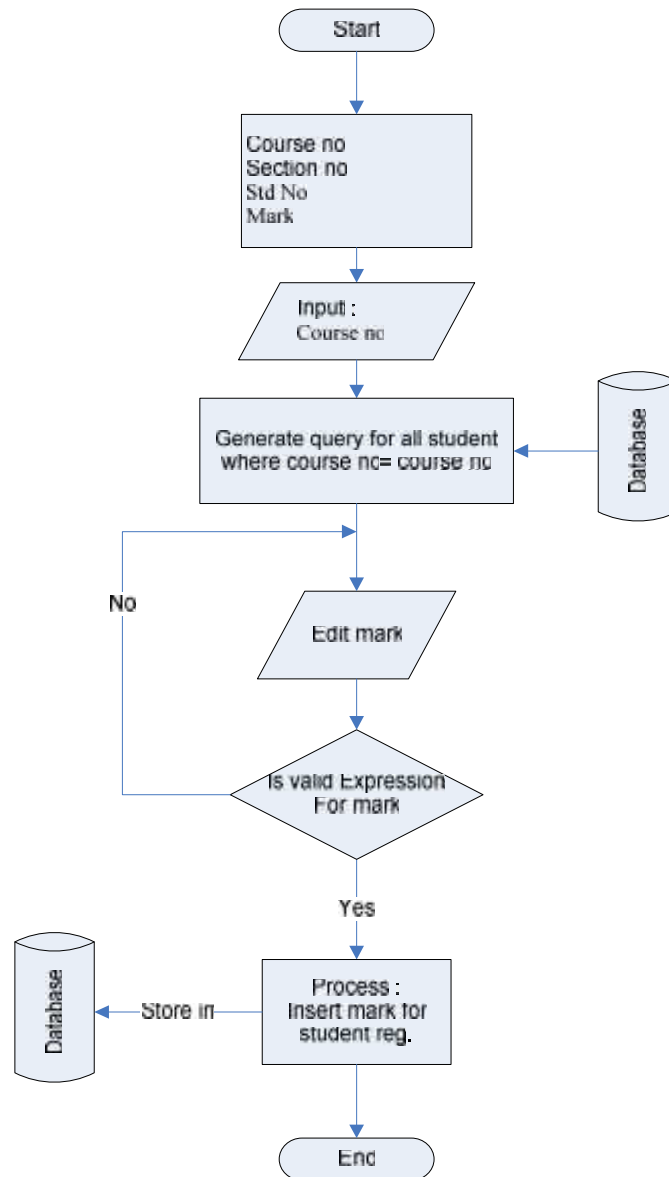 Start
Course no
Section no
Std No
Mark
Input :
Course no
Generate query for all student
where course no= course no
Database
No
Edit mark
Is valid Expression
For mark
Yes
Process :
Insert mark for
student reg.
Store in
Database
End